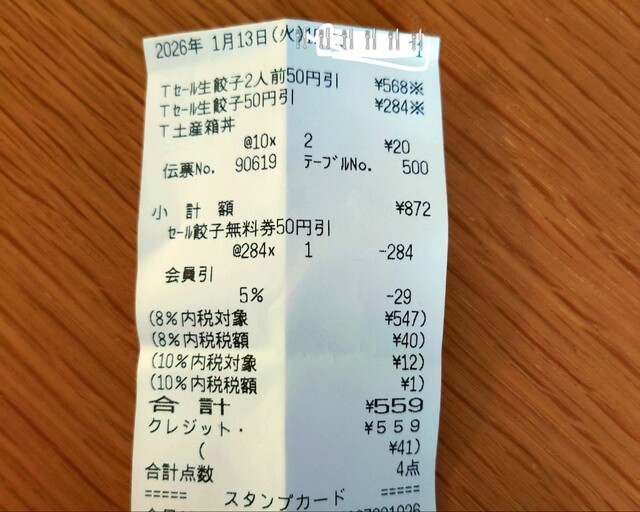 2026年 1月13日(火)
Tセール生餃子2人前50円引 ¥568※
Tセール生餃子50円引 ¥284※
T土産箱丼
@10× 2 ¥20
伝票No. 90619 テーブルNo. 500
小 計 額 ¥872
セール餃子無料券50円引
@284× 1 -284
会員引
5% -29
(8%内税対象 ¥547)
(8%内税税額 ¥40)
(10%内税対象 ¥12)
(10%内税税額 ¥1)
合 計 ¥559
クレジット・ ¥559
( ¥41)
合計点数 4点
===== スタンプカード =====